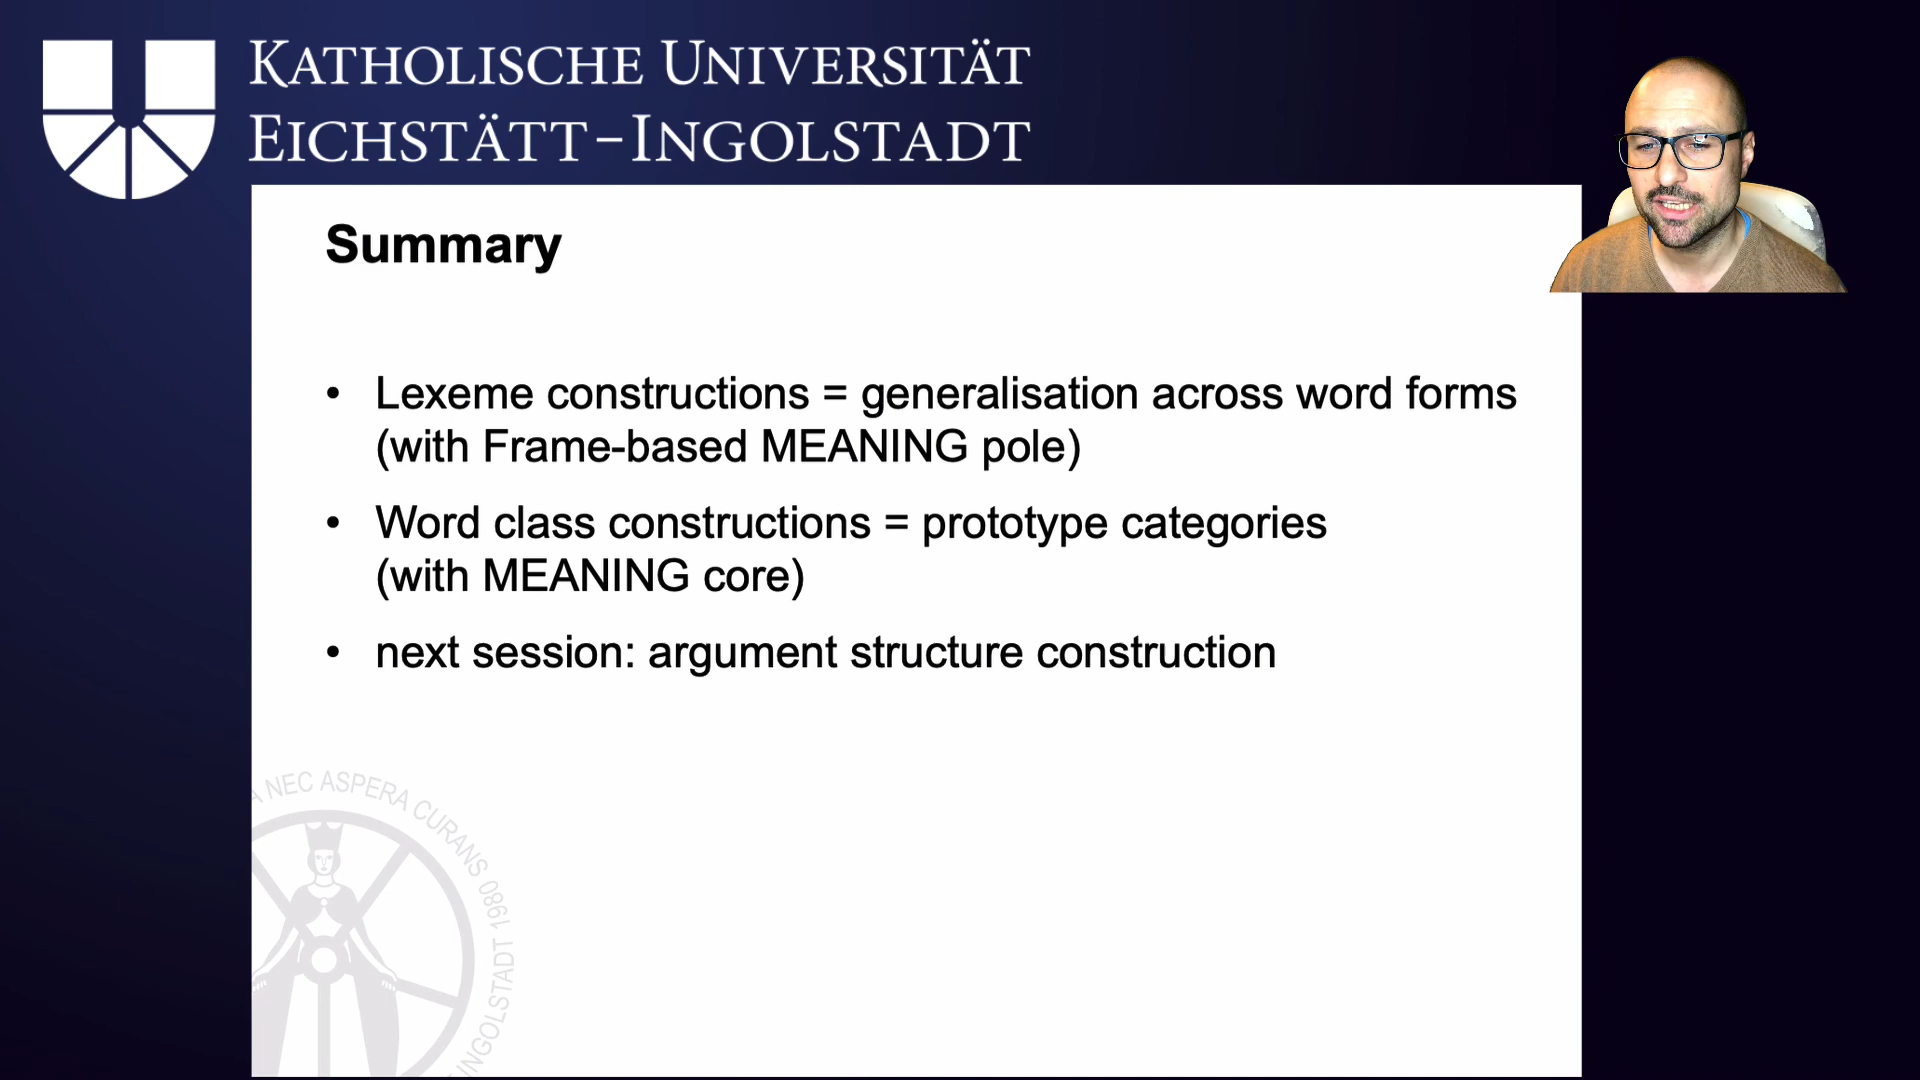 KATHOLISCHE UNIVERSITÄT
EICHSTÄTT-INGOLSTADT
Summary
• Lexeme constructions = generalisation across word forms
(with Frame-based MEANING pole)
• Word class constructions = prototype categories
(with MEANING core)
• next session: argument structure construction
NEC ASPERA CURANS 1980
INGOLSTADT